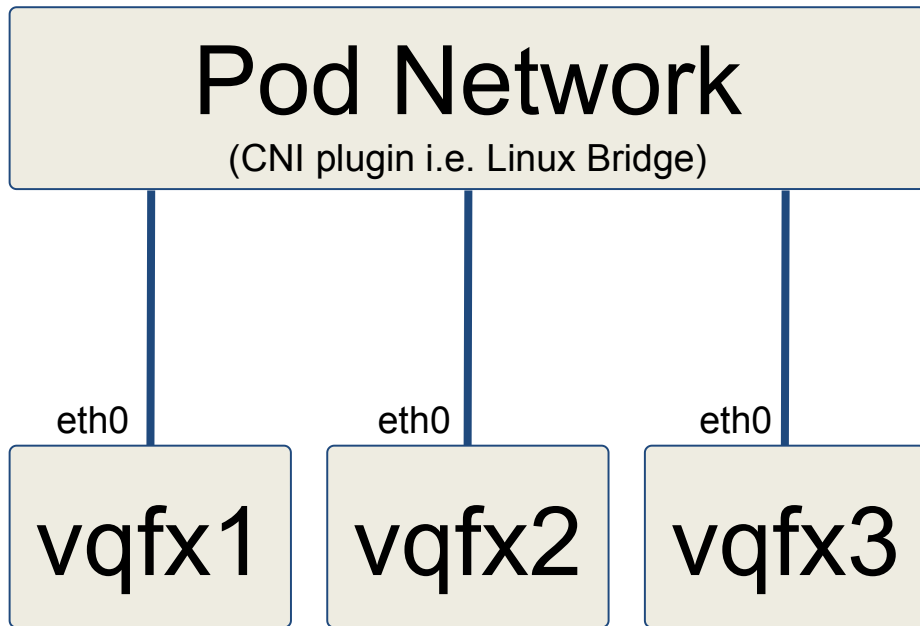 Pod Network
(CNI plugin i.e. Linux Bridge)
eth0 eth0 eth0
vqfx1 vqfx2 vqfx3